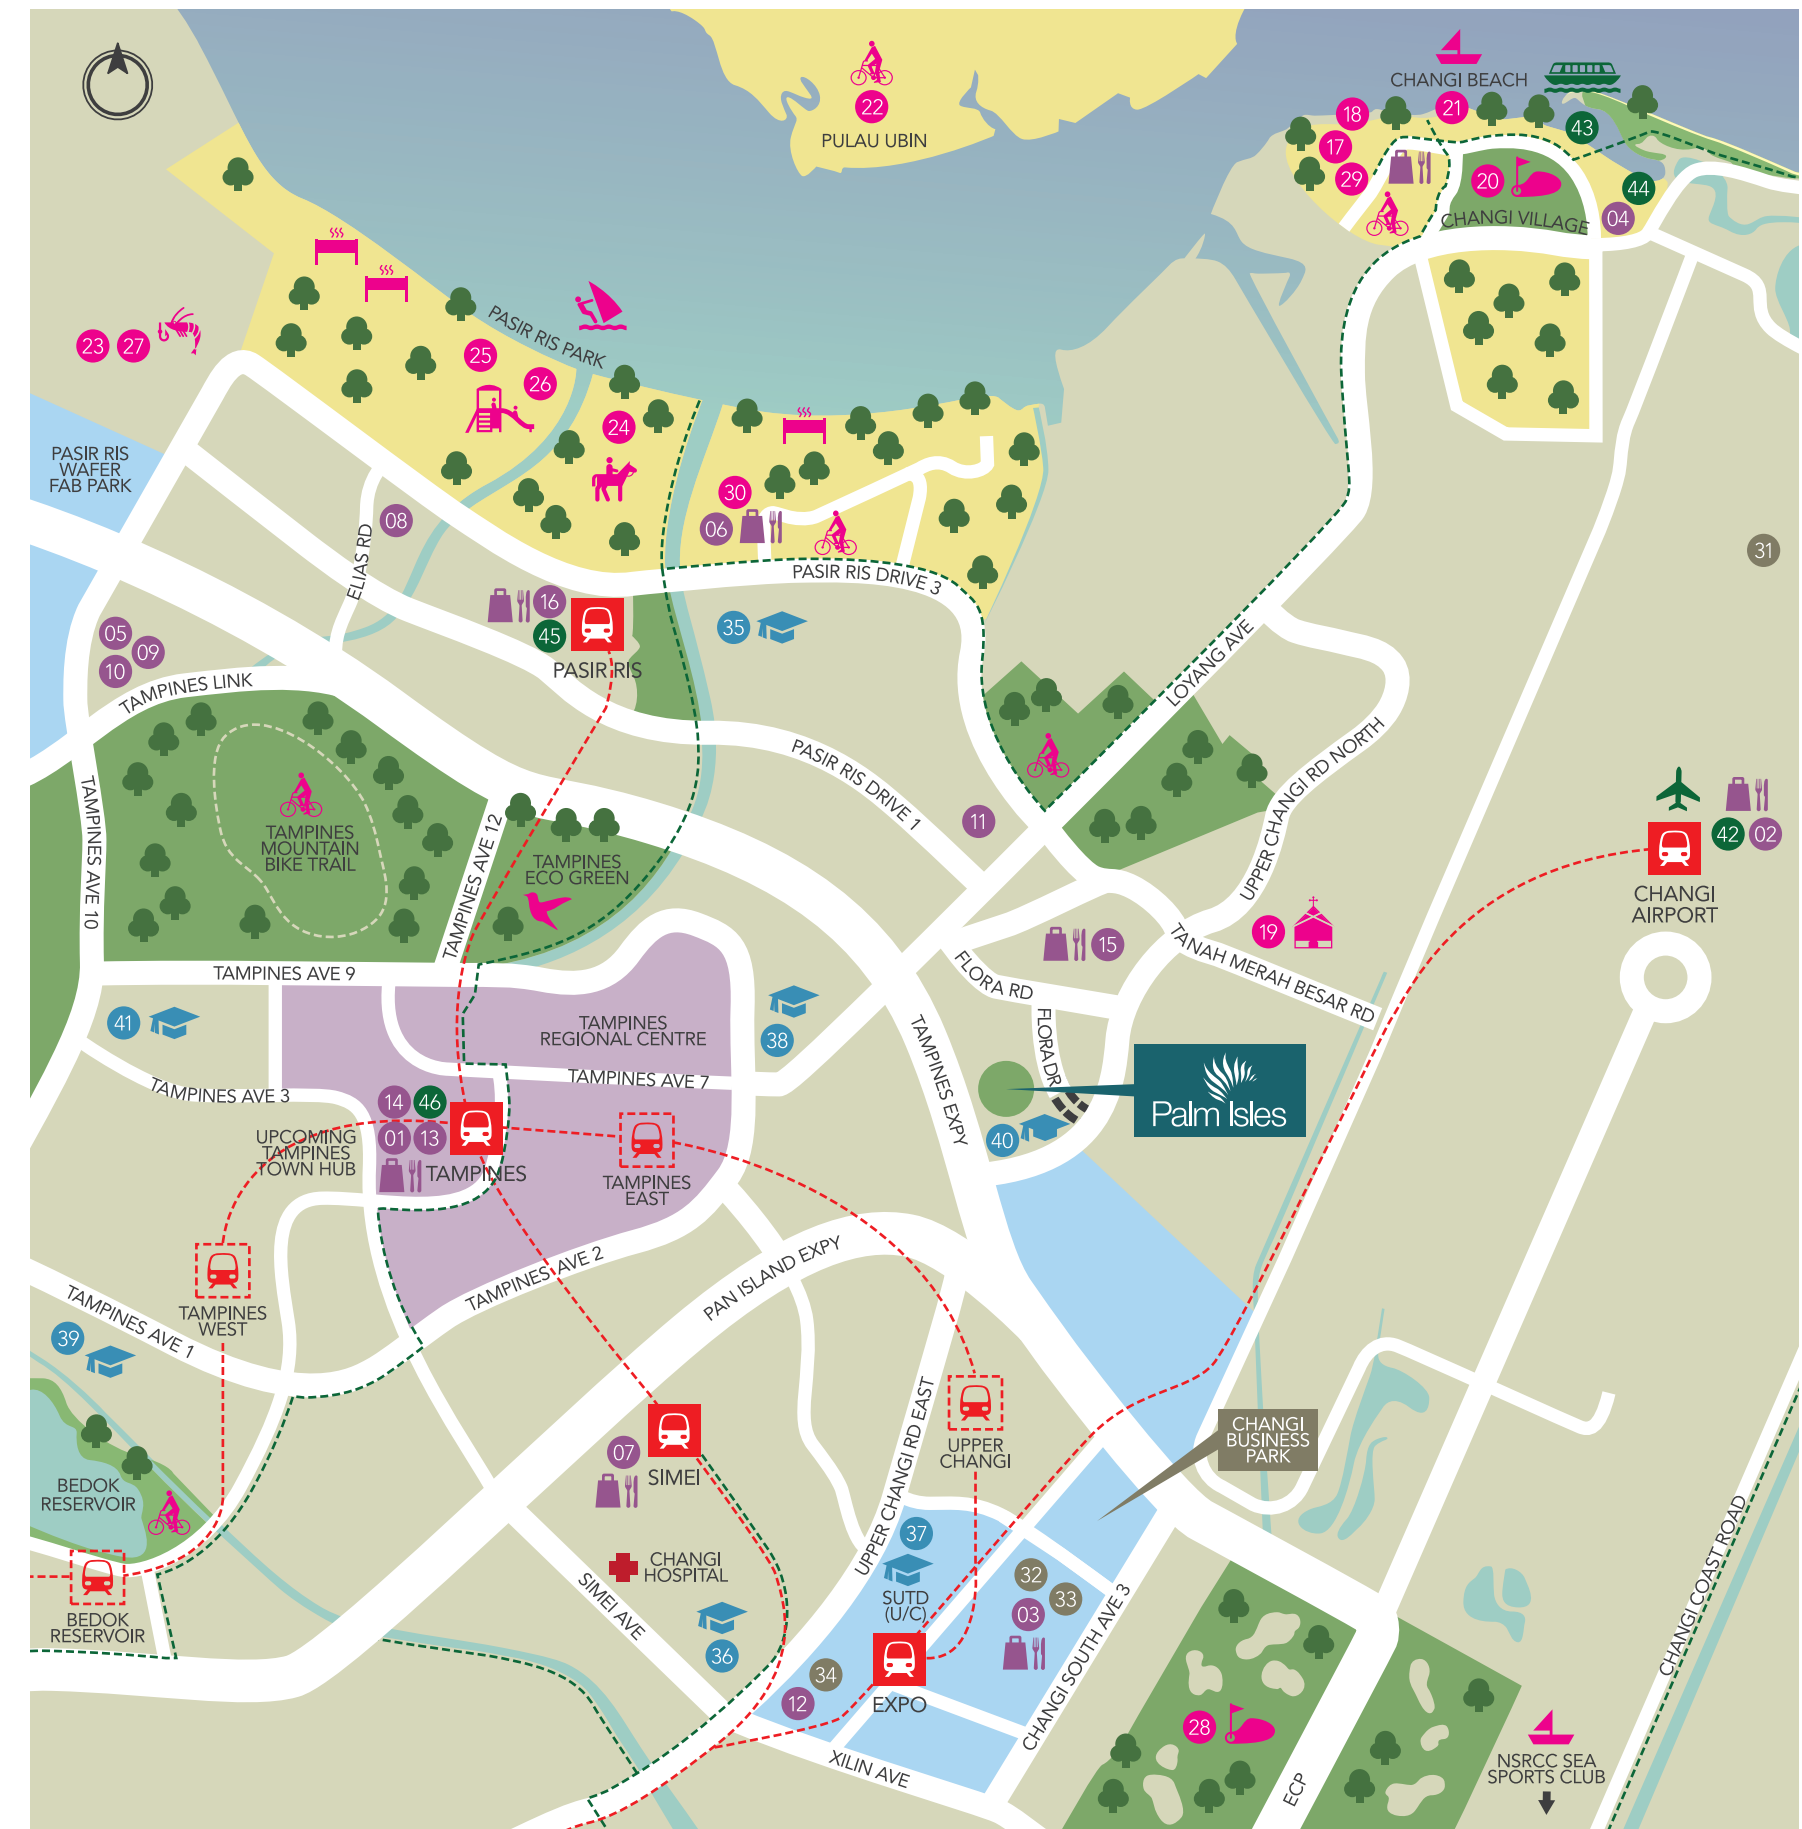 22
PULAU UBIN
CHANGI BEACH
18
21
43
17
29
20
44
04
CHANGI VILLAGE
23
27
PASIR RIS PARK
25
26
24
PASIR RIS
WAFER
FAB PARK
08
ELIAS RD
30
06
PASIR RIS DRIVE 3
31
16
45
PASIR RIS
35
05
09
10
TAMPINES LINK
LOYANG AVE
UPPER CHANGI RD NORTH
PASIR RIS DRIVE 1
11
TAMPINES AVE 10
TAMPINES
MOUNTAIN
BIKE TRAIL
TAMPINES AVE 12
TAMPINES
ECO GREEN
42
02
CHANGI
AIRPORT
19
15
TANAH MERAH BESAR RD
FLORA RD
FLORA DR
TAMPINES AVE 9
41
TAMPINES
REGIONAL CENTRE
38
TAMPINES EXPY
TAMPINES AVE 7
TAMPINES AVE 3
14
46
01
13
UPCOMING
TAMPINES
TOWN HUB
TAMPINES
TAMPINES
EAST
40
Palm Isles
TAMPINES AVE 2
PAN ISLAND EXPY
TAMPINES
WEST
TAMPINES AVE 1
39
BEDOK
RESERVOIR
BEDOK
RESERVOIR
07
SIMEI
UPPER CHANGI RD EAST
UPPER
CHANGI
CHANGI
BUSINESS
PARK
CHANGI
HOSPITAL
SIMEI AVE
36
37
SUTD
(U/C)
32
33
03
34
12
EXPO
CHANGI SOUTH AVE 3
XILIN AVE
28
ECP
CHANGI COAST ROAD
NSRCC SEA
SPORTS CLUB